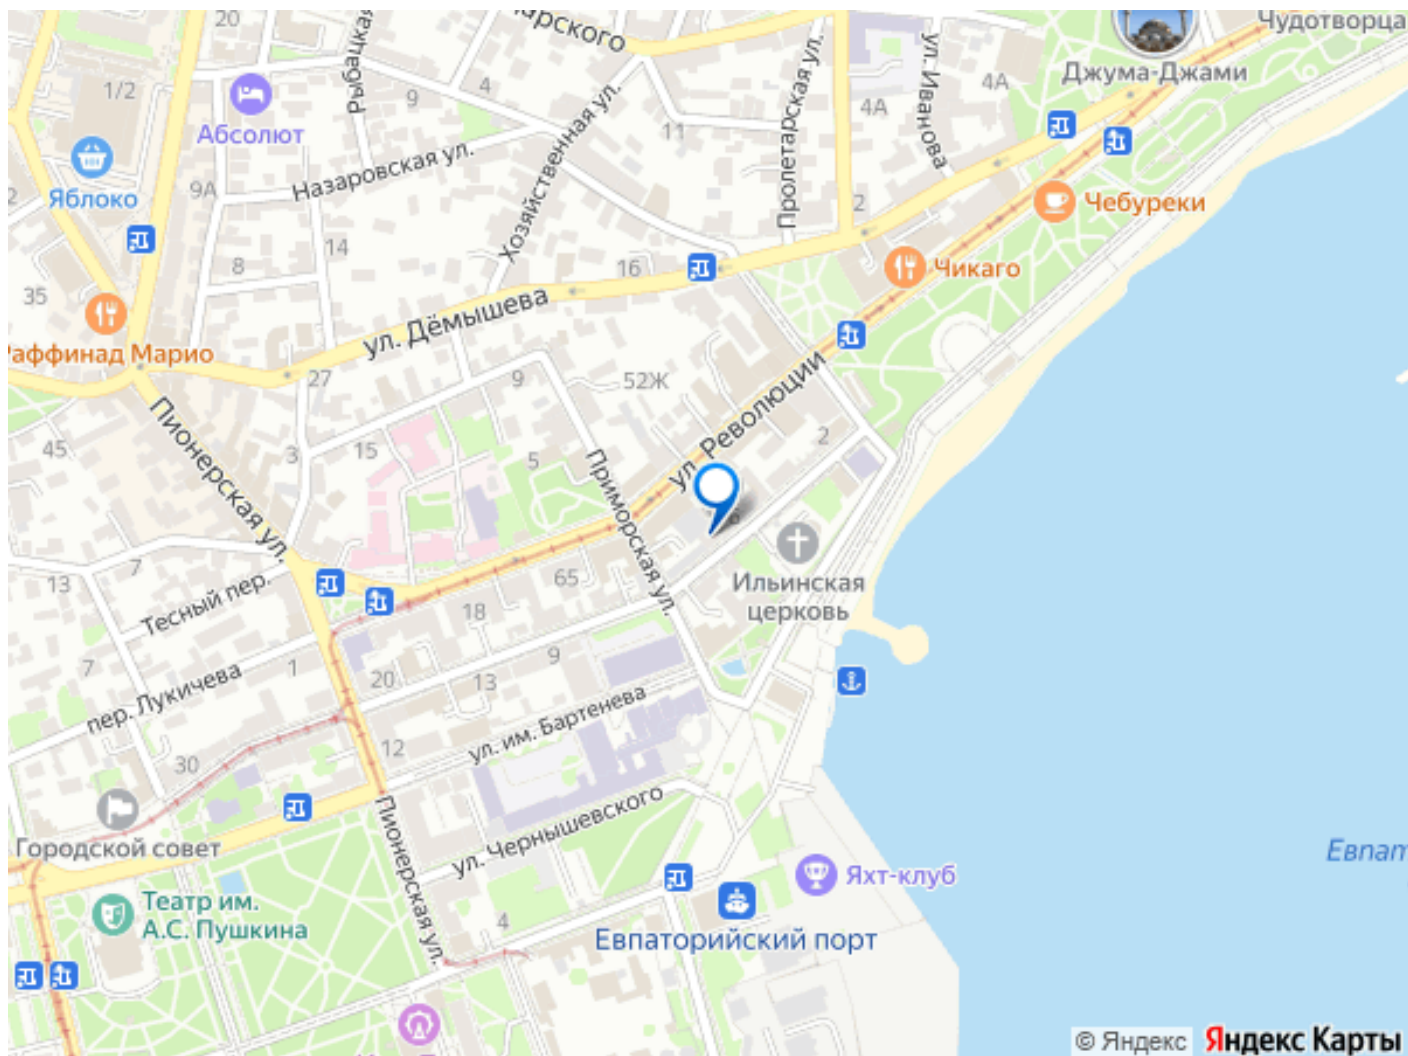 Чудотворца
Рыбацкая
1/2
4
9
Абсолют
11
Хозяйственная ул.
Пролетарская ул.
ул. Иванова
4А
4А
Джума-Джами
Яблоко
9А
Назаровская ул.
2
Чебуреки
14
8
16
Чикаго
35
ул. Дёмышева
Марио
27
9
52Ж
ул. Революции
Пионерская ул.
45
3
15
5
2
Приморская ул.
13
7
Тесный пер.
65
18
Ильинская
церковь
7
пер. Лукичева
1
20
13
9
ул. им. Бартенева
30
12
Городской совет
Пионерская ул.
ул. Чернышевского
Яхт-клуб
Театр им.
А.С. Пушкина
4
Евпаторийский порт
© Яндекс Яндекс Карты